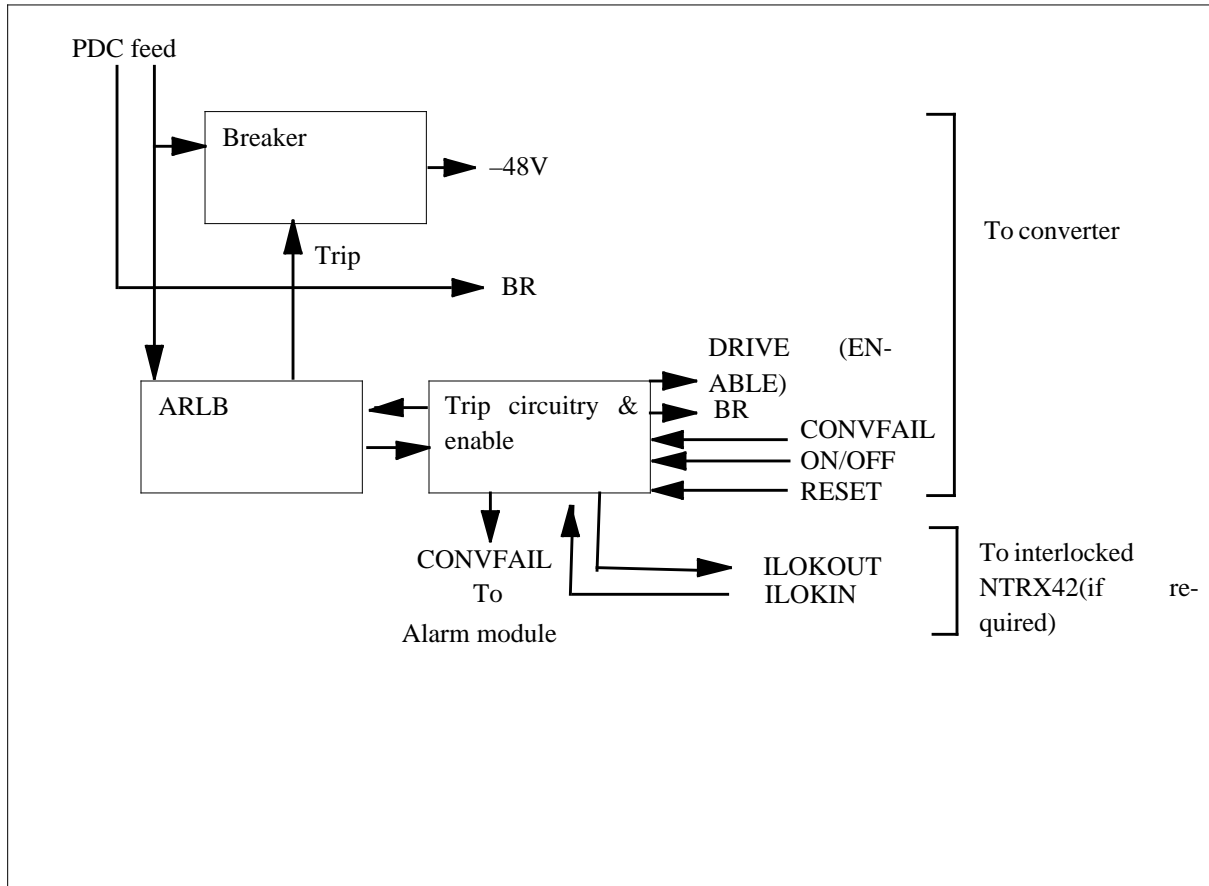 PDC feed
Breaker
–48V
To converter
Trip
BR
DRIVE (EN-
ABLE)
ARLB
Trip circuitry &
enable
BR
CONVFAIL
ON/OFF
RESET
CONVFAIL
To
Alarm module
ILOKOUT
ILOKIN
To interlocked
NTRX42(if re-
quired)